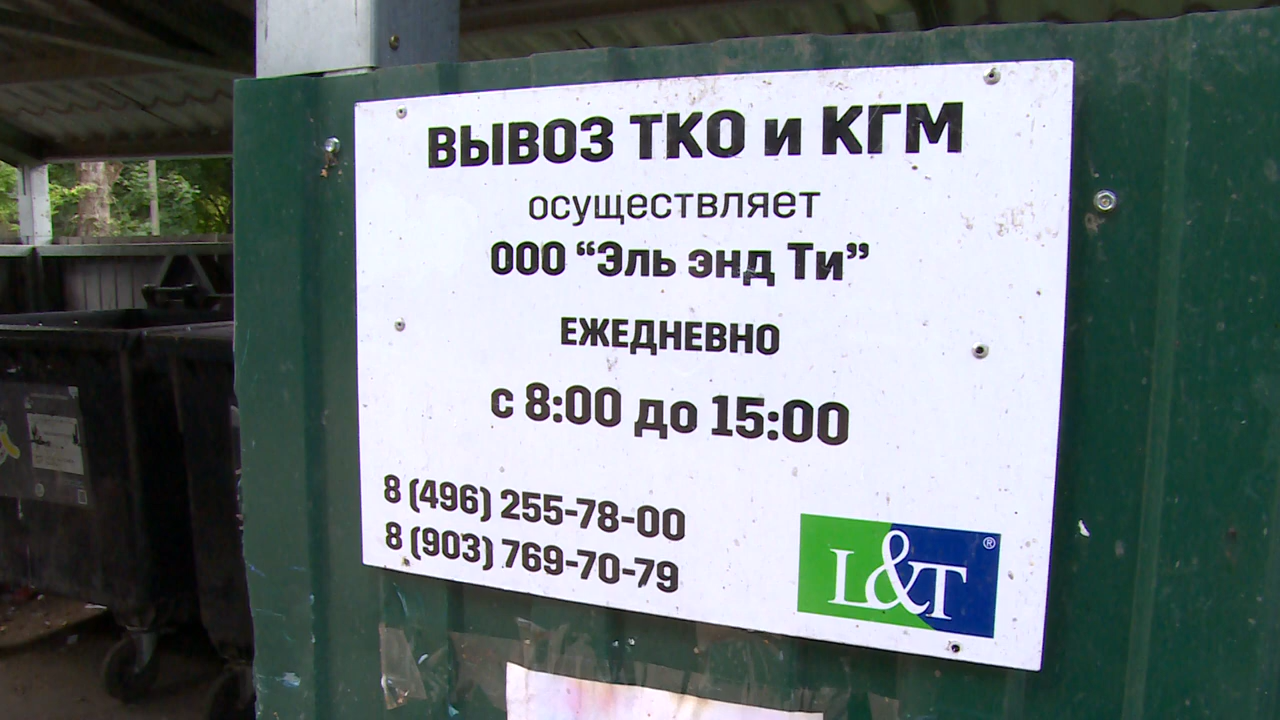 ВЫВОЗ ТКО и КГМ
осуществляет
ООО “Эль энд Ти”
ЕЖЕДНЕВНО
с 8:00 до 15:00
8 (496) 255-78-00
8 (903) 769-70-79
L&T®